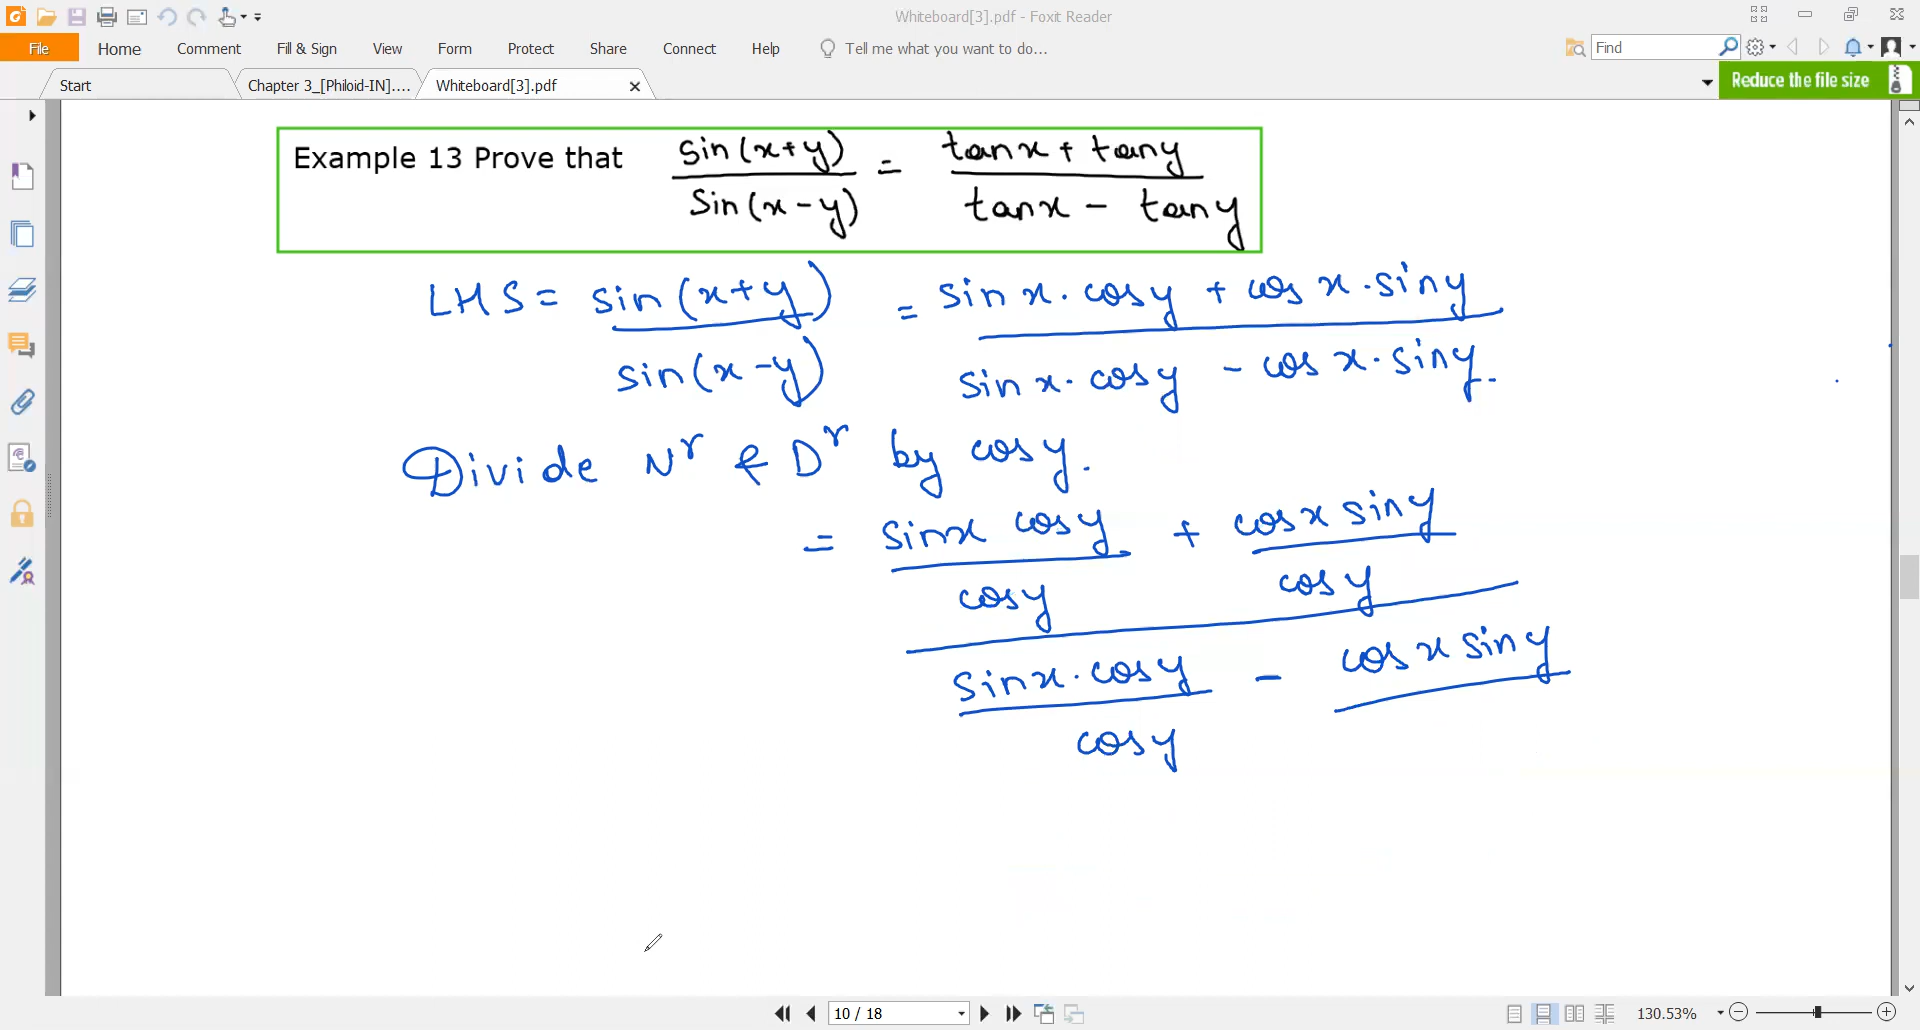 Whiteboard[3].pdf - Foxit Reader
File Home Comment Fill & Sign View Form Protect Share Connect Help Tell me what you want to do... Find
Start Chapter 3_[Philoid-IN].... Whiteboard[3].pdf Reduce the file size
Example 13 Prove that sin(x+y) / sin(x-y) = tanx + tany / tanx - tany
LHS = sin(x+y) / sin(x-y) = sin x · cosy + cos x · siny / sin x · cosy - cos x · siny.
Divide Nʳ & Dʳ by cosy.
= sinx cosy / cosy + cosx siny / cosy
sinx · cosy / cosy - cosx siny
10 / 18 130.53%